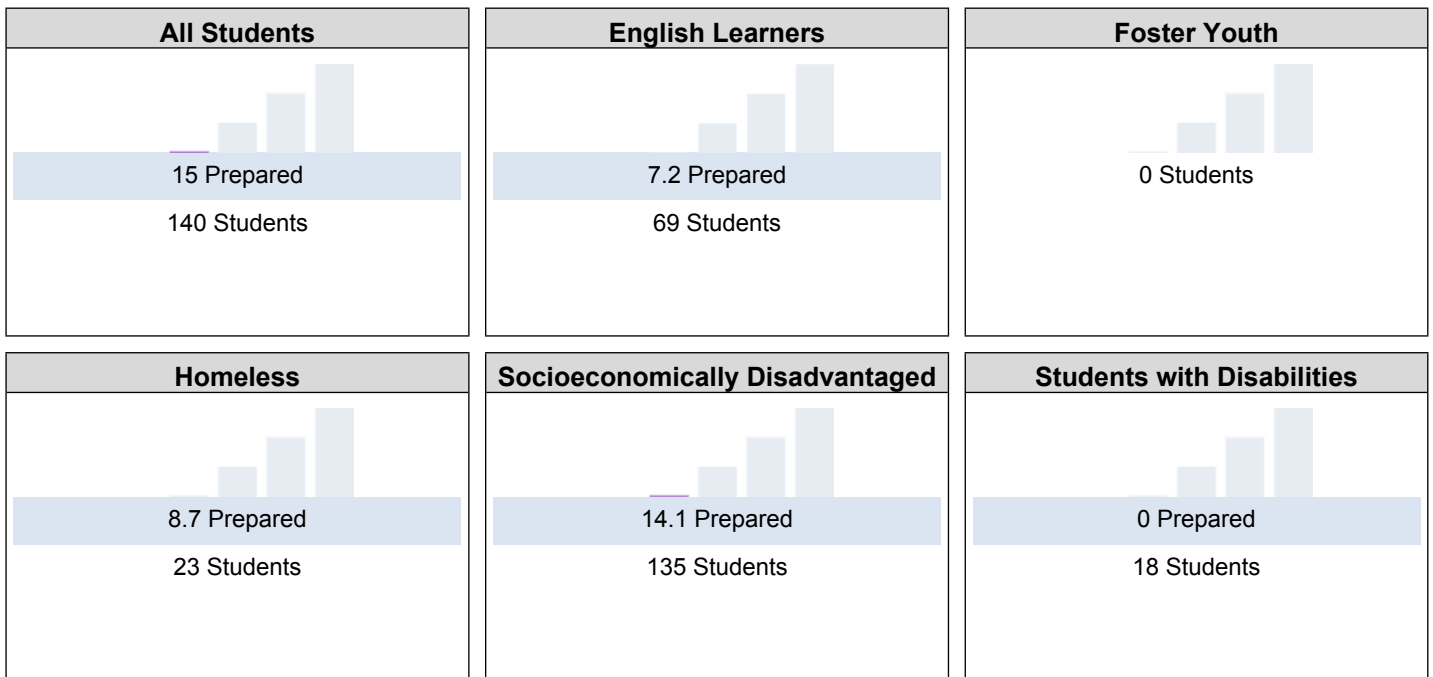 All Students
15 Prepared
140 Students
English Learners
7.2 Prepared
69 Students
Foster Youth
0 Students
Homeless
8.7 Prepared
23 Students
Socioeconomically Disadvantaged
14.1 Prepared
135 Students
Students with Disabilities
0 Prepared
18 Students